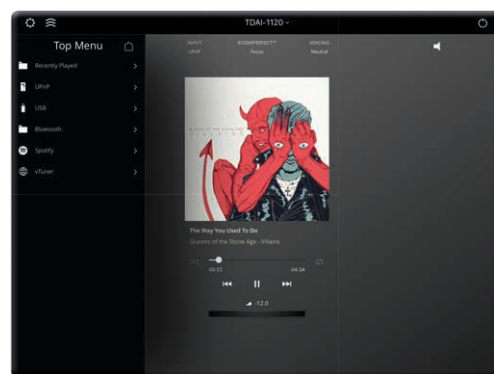 TDAI-1120
Top Menu
Recently Played
UPnP
USB
Bluetooth
Spotify
vTuner
INPUT ROOMPERFECT™ VOICING
UPnP Focus Neutral
The Way You Used To Do
Queens of the Stone Age - Villains
00:33 04:34
-12.0